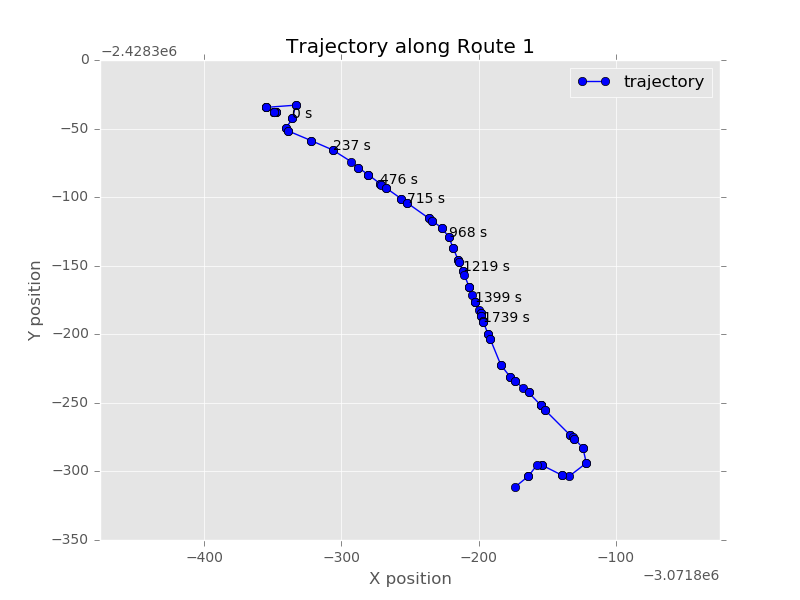 Trajectory along Route 1
−2.4283e6
trajectory
0
−50
−100
−150
−200
−250
−300
−350
0 s
237 s
476 s
715 s
968 s
1219 s
1399 s
1739 s
Y position
−400
−300
−200
−100
X position
−3.0718e6